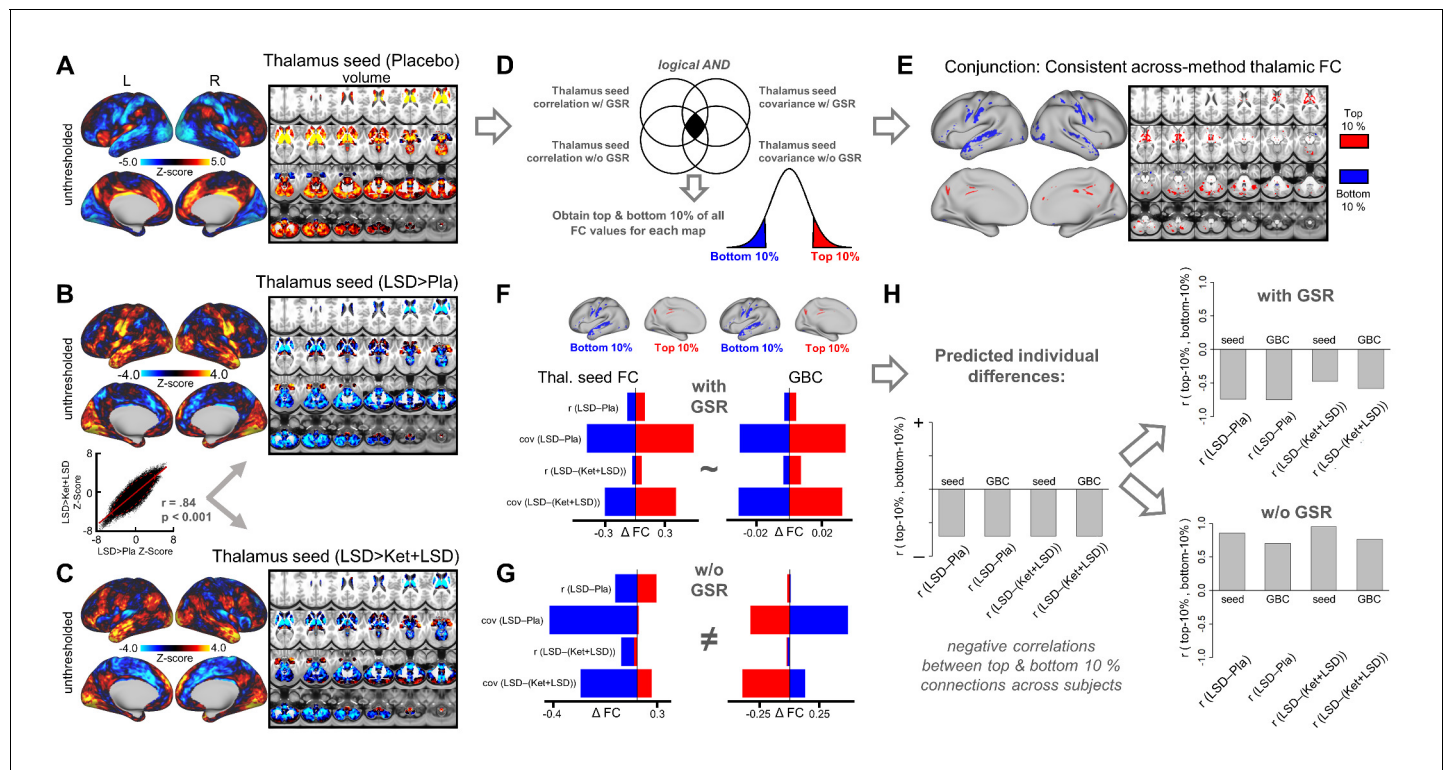 A
Thalamus seed (Placebo)
L
R
volume
unthresholded
-5.0
5.0
Z-score
B
Thalamus seed (LSD>Pla)
unthresholded
-4.0
4.0
Z-score
LSD>Ket+LSD
Z-Score
8
0
-8
r = .84
p < 0.001
-8
0
8
LSD>Pla Z-Score
C
Thalamus seed (LSD>Ket+LSD)
unthresholded
-4.0
4.0
Z-score
D
logical AND
Thalamus seed
correlation w/ GSR
Thalamus seed
covariance w/ GSR
Thalamus seed
correlation w/o GSR
Thalamus seed
covariance w/o GSR
Obtain top & bottom 10% of all
FC values for each map
Bottom 10%
Top 10%
E
Conjunction: Consistent across-method thalamic FC
Top
10 %
Bottom
10 %
F
Bottom 10%
Top 10%
Bottom 10%
Top 10%
Thal. seed FC
with
GSR
GBC
r (LSD–Pla)
cov (LSD–Pla)
r (LSD–(Ket+LSD))
cov (LSD–(Ket+LSD))
~
-0.3
Δ FC
0.3
-0.02
Δ FC
0.02
G
w/o
GSR
r (LSD–Pla)
cov (LSD–Pla)
r (LSD–(Ket+LSD))
cov (LSD–(Ket+LSD))
≠
-0.4
Δ FC
0.3
-0.25
Δ FC
0.25
H
Predicted individual
differences:
r ( top-10% , bottom-10%)
+
–
seed
GBC
seed
GBC
r (LSD–Pla)
r (LSD–Pla)
r (LSD–(Ket+LSD))
r (LSD–(Ket+LSD))
negative correlations
between top & bottom 10 %
connections across subjects
with GSR
r ( top-10% , bottom-10%)
1.0
0.5
0.0
-0.5
-1.0
seed
GBC
seed
GBC
r (LSD–Pla)
r (LSD–Pla)
r (LSD–(Ket+LSD))
r (LSD–(Ket+LSD))
w/o GSR
r ( top-10% , bottom-10%)
1.0
0.5
0.0
-0.5
-1.0
seed
GBC
seed
GBC
r (LSD–Pla)
r (LSD–Pla)
r (LSD–(Ket+LSD))
r (LSD–(Ket+LSD))